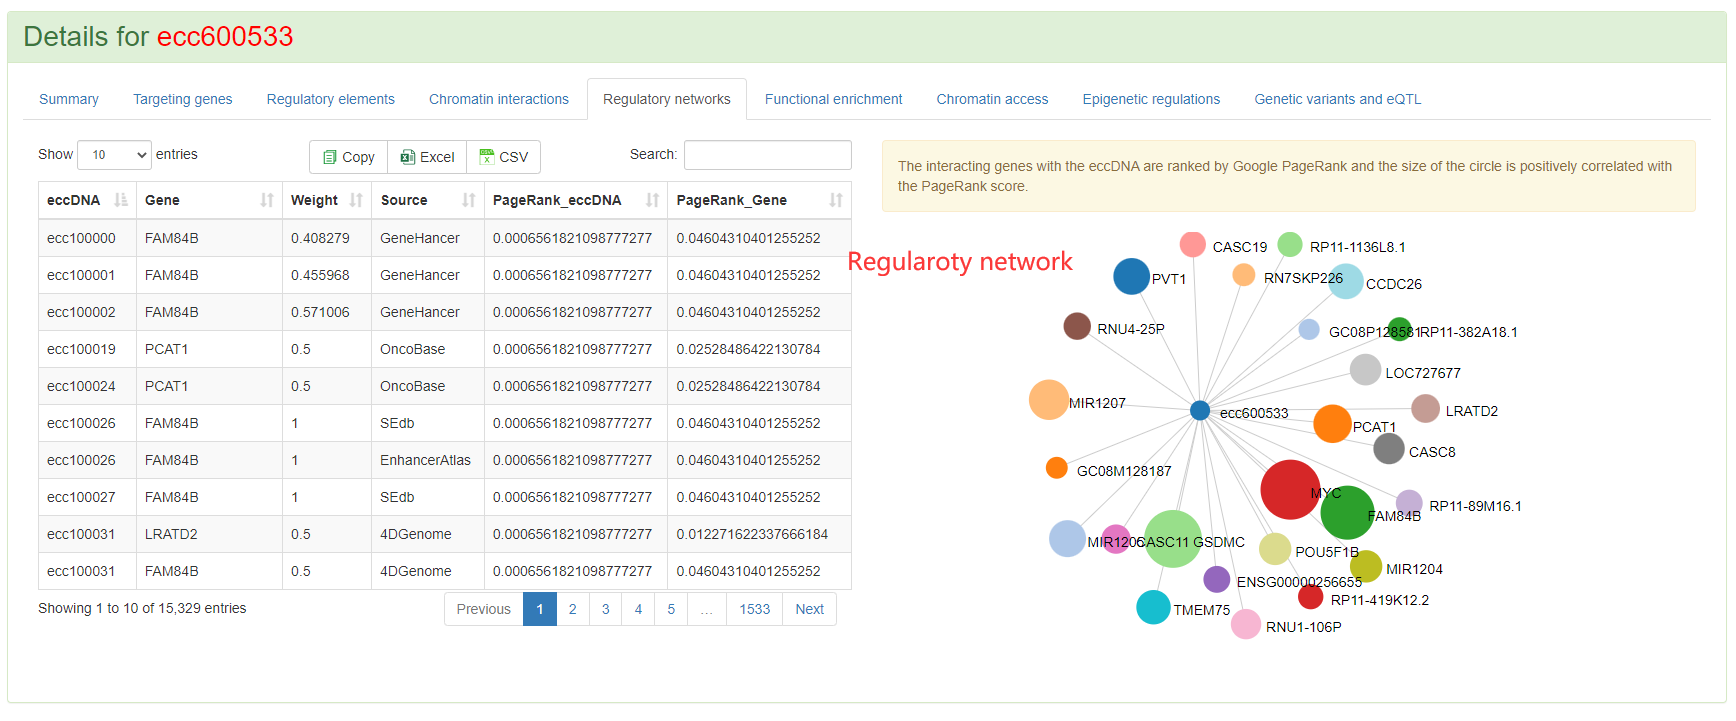 Details for ecc600533
Summary Targeting genes Regulatory elements Chromatin interactions Regulatory networks Functional enrichment Chromatin access Epigenetic regulations Genetic variants and eQTL
Show 10 entries Copy Excel CSV Search:
eccDNA Gene Weight Source PageRank_eccDNA PageRank_Gene
ecc100000 FAM84B 0.408279 GeneHancer 0.0006561821098777277 0.04604310401255252
ecc100001 FAM84B 0.455968 GeneHancer 0.0006561821098777277 0.04604310401255252
ecc100002 FAM84B 0.571006 GeneHancer 0.0006561821098777277 0.04604310401255252
ecc100019 PCAT1 0.5 OncoBase 0.0006561821098777277 0.02528486422130784
ecc100024 PCAT1 0.5 OncoBase 0.0006561821098777277 0.02528486422130784
ecc100026 FAM84B 1 SEdb 0.0006561821098777277 0.04604310401255252
ecc100026 FAM84B 1 EnhancerAtlas 0.0006561821098777277 0.04604310401255252
ecc100027 FAM84B 1 SEdb 0.0006561821098777277 0.04604310401255252
ecc100031 LRATD2 0.5 4DGenome 0.0006561821098777277 0.012271622337666184
ecc100031 FAM84B 0.5 4DGenome 0.0006561821098777277 0.04604310401255252
Showing 1 to 10 of 15,329 entries
Previous 1 2 3 4 5 … 1533 Next
The interacting genes with the eccDNA are ranked by Google PageRank and the size of the circle is positively correlated with
the PageRank score.
Regularoty network
CASC19
RP11-1136L8.1
PVT1
RN7SKP226
CCDC26
RNU4-25P
GC08P128581
RP11-382A18.1
LOC727677
MIR1207
ecc600533
LRATD2
PCAT1
CASC8
GC08M128187
MYC
RP11-89M16.1
FAM84B
MIR1205
CASC11
GSDMC
POU5F1B
MIR1204
ENSG00000256655
RP11-419K12.2
TMEM75
RNU1-106P